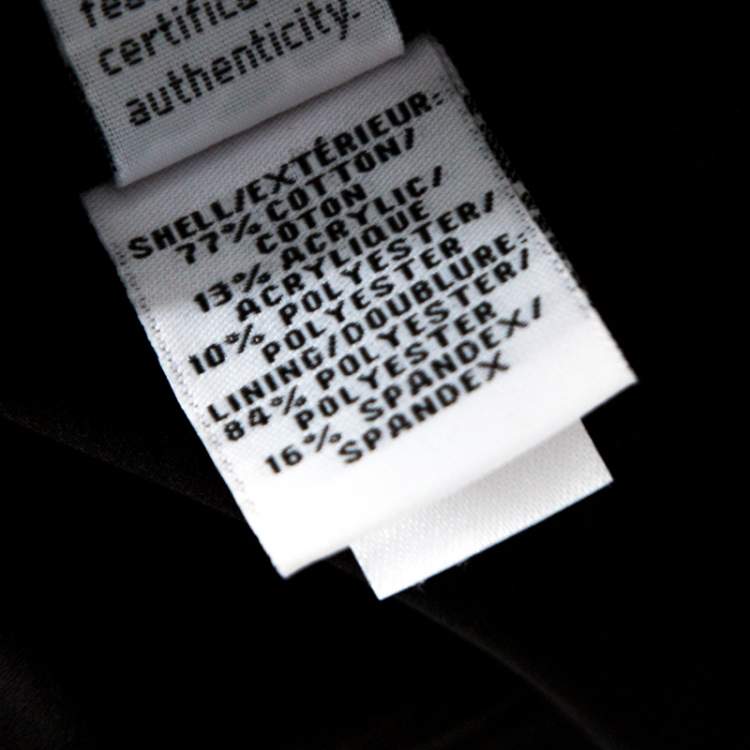 certifica
authenticity.
SHELL/EXTÉRIEUR:
77% COTTON/
COTON
13% ACRYLIC/
ACRYLIQUE
10% POLYESTER/
POLYESTER
LINING/DOUBLURE:
84% POLYESTER/
POLYESTER
16% SPANDEX/
SPANDEX